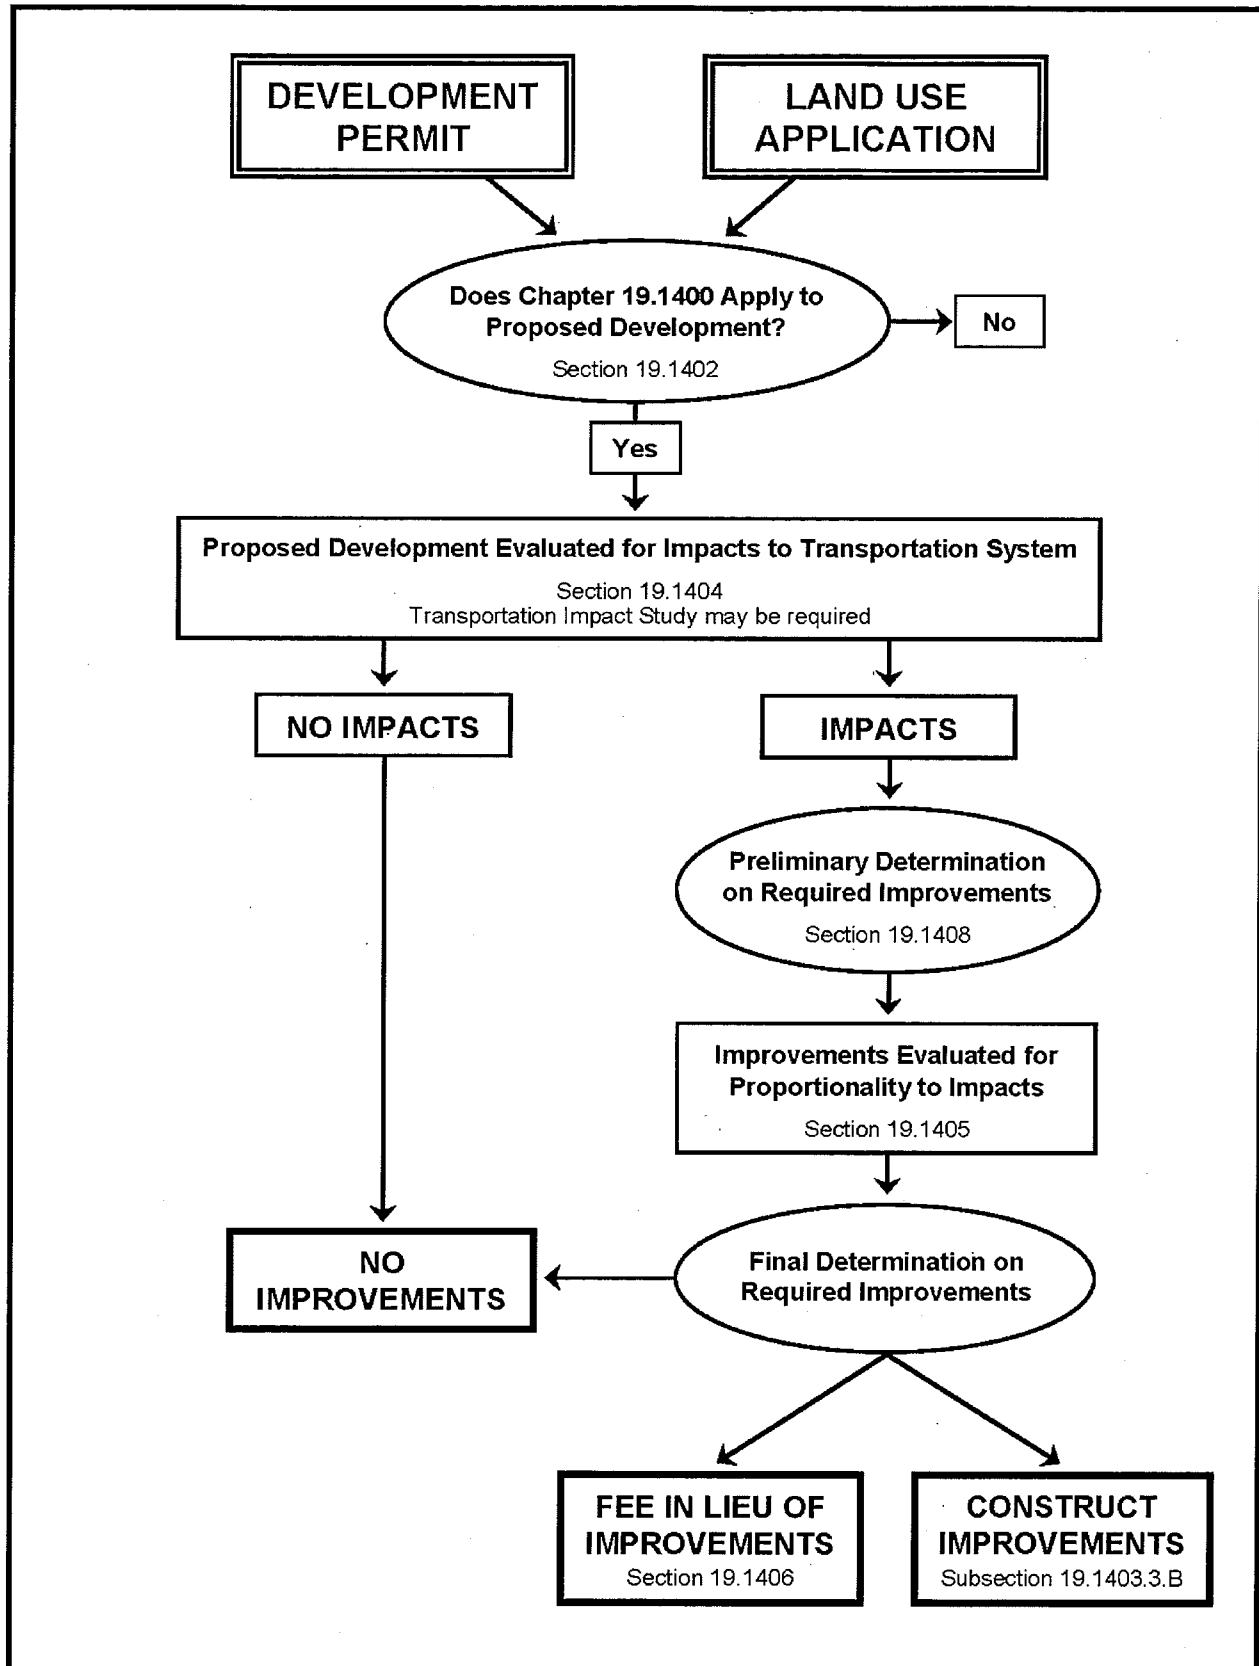 DEVELOPMENT
PERMIT
LAND USE
APPLICATION
Does Chapter 19.1400 Apply to
Proposed Development?
Section 19.1402
No
Yes
Proposed Development Evaluated for Impacts to Transportation System
Section 19.1404
Transportation Impact Study may be required
NO IMPACTS
IMPACTS
Preliminary Determination
on Required Improvements
Section 19.1408
Improvements Evaluated for
Proportionality to Impacts
Section 19.1405
NO
IMPROVEMENTS
Final Determination on
Required Improvements
FEE IN LIEU OF
IMPROVEMENTS
Section 19.1406
CONSTRUCT
IMPROVEMENTS
Subsection 19.1403.3.B